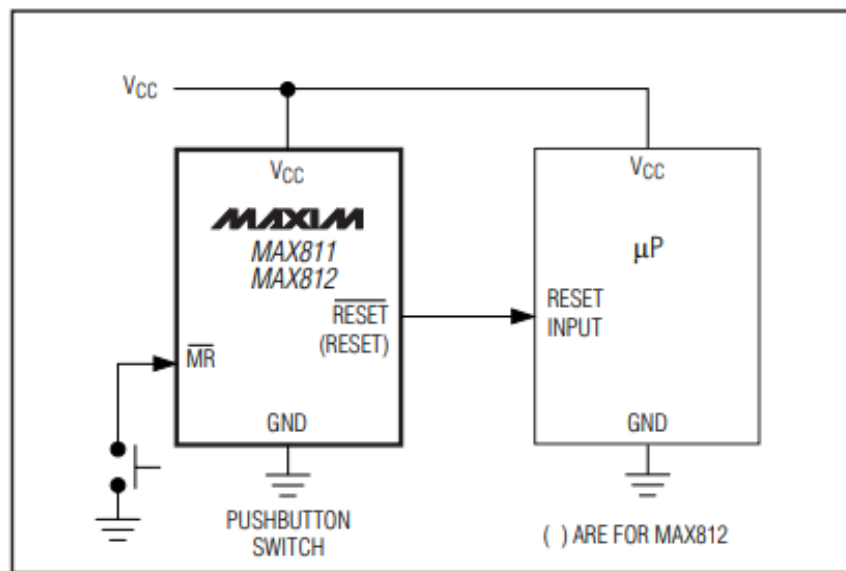 VCC
VCC
MAXIM
MAX811
MAX812
RESET
(RESET)
MR
GND
PUSHBUTTON
SWITCH
VCC
μP
RESET
INPUT
GND
( ) ARE FOR MAX812